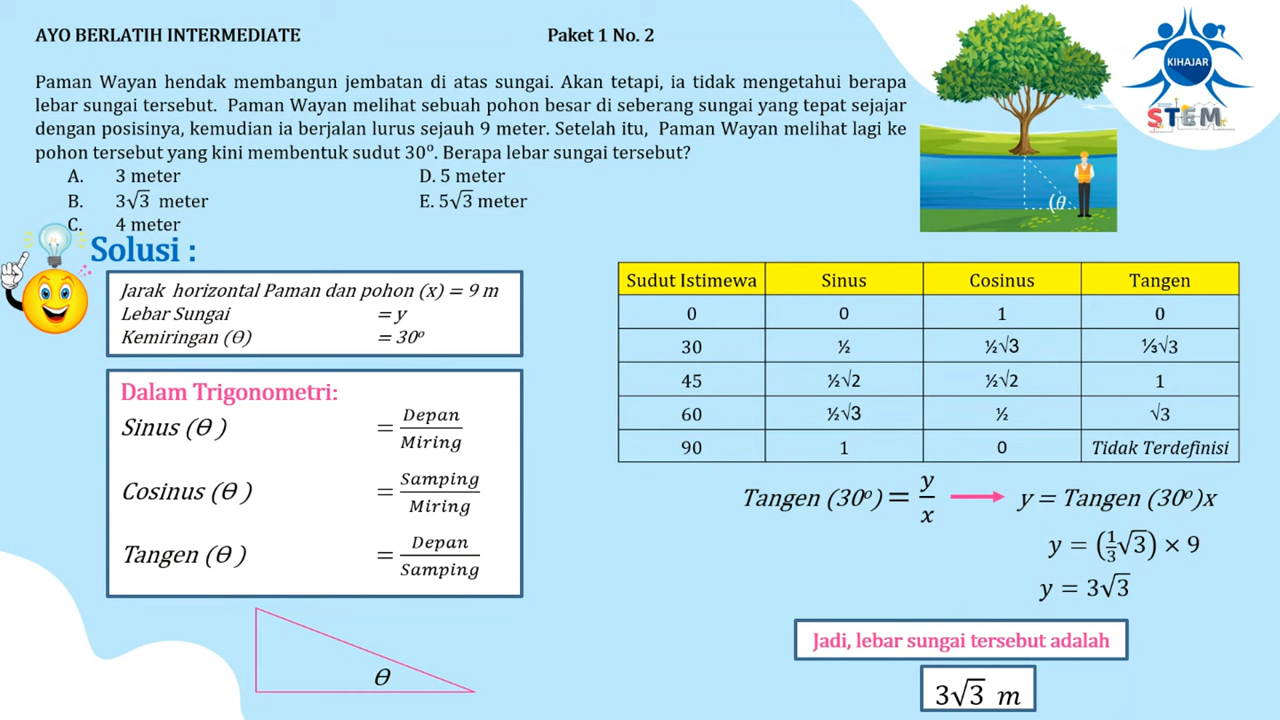 AYO BERLATIH INTERMEDIATE
Paket 1 No. 2
KIHAJAR
STEM
Paman Wayan hendak membangun jembatan di atas sungai. Akan tetapi, ia tidak mengetahui berapa
lebar sungai tersebut. Paman Wayan melihat sebuah pohon besar di seberang sungai yang tepat sejajar
dengan posisinya, kemudian ia berjalan lurus sejauh 9 meter. Setelah itu, Paman Wayan melihat lagi ke
pohon tersebut yang kini membentuk sudut 30°. Berapa lebar sungai tersebut?
A. 3 meter
B. 3√3 meter
C. 4 meter
D. 5 meter
E. 5√3 meter
(θ
Solusi :
Jarak horizontal Paman dan pohon (x) = 9 m
Lebar Sungai = y
Kemiringan (Θ) = 30°
Dalam Trigonometri:
Sinus (Θ ) = Depan/Miring
Cosinus (Θ ) = Samping/Miring
Tangen (Θ ) = Depan/Samping
Θ
Sudut Istimewa Sinus Cosinus Tangen
0 0 1 0
30 ½ ½√3 ⅓√3
45 ½√2 ½√2 1
60 ½√3 ½ √3
90 1 0 Tidak Terdefinisi
Tangen (30°) = y/x → y = Tangen (30°)x
y = (1/3√3) × 9
y = 3√3
Jadi, lebar sungai tersebut adalah
3√3 m